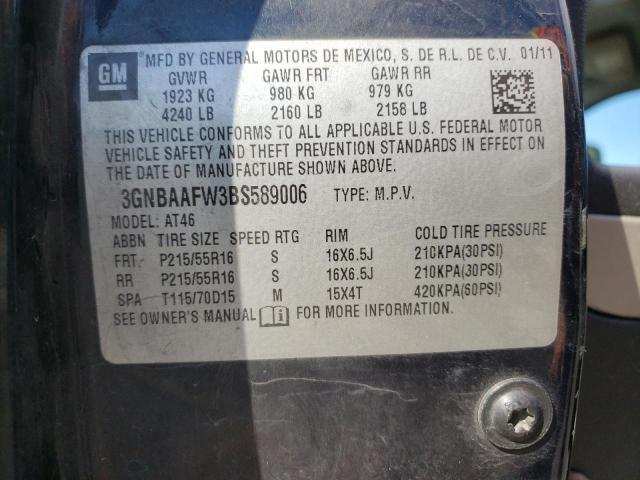 GM MFD BY GENERAL MOTORS DE MEXICO, S. DE R.L. DE C.V. 01/11
GVWR GAWR FRT GAWR RR
1923 KG 980 KG 979 KG
4240 LB 2160 LB 2158 LB
THIS VEHICLE CONFORMS TO ALL APPLICABLE U.S. FEDERAL MOTOR
VEHICLE SAFETY AND THEFT PREVENTION STANDARDS IN EFFECT ON
THE DATE OF MANUFACTURE SHOWN ABOVE.
3GNBAAFW3BS589006 TYPE: M.P.V.
MODEL: AT46
ABBN TIRE SIZE SPEED RTG RIM COLD TIRE PRESSURE
FRT. P215/55R16 S 16X6.5J 210KPA(30PSI)
RR P215/55R16 S 16X6.5J 210KPA(30PSI)
SPA T115/70D15 M 15X4T 420KPA(60PSI)
SEE OWNER'S MANUAL FOR MORE INFORMATION.